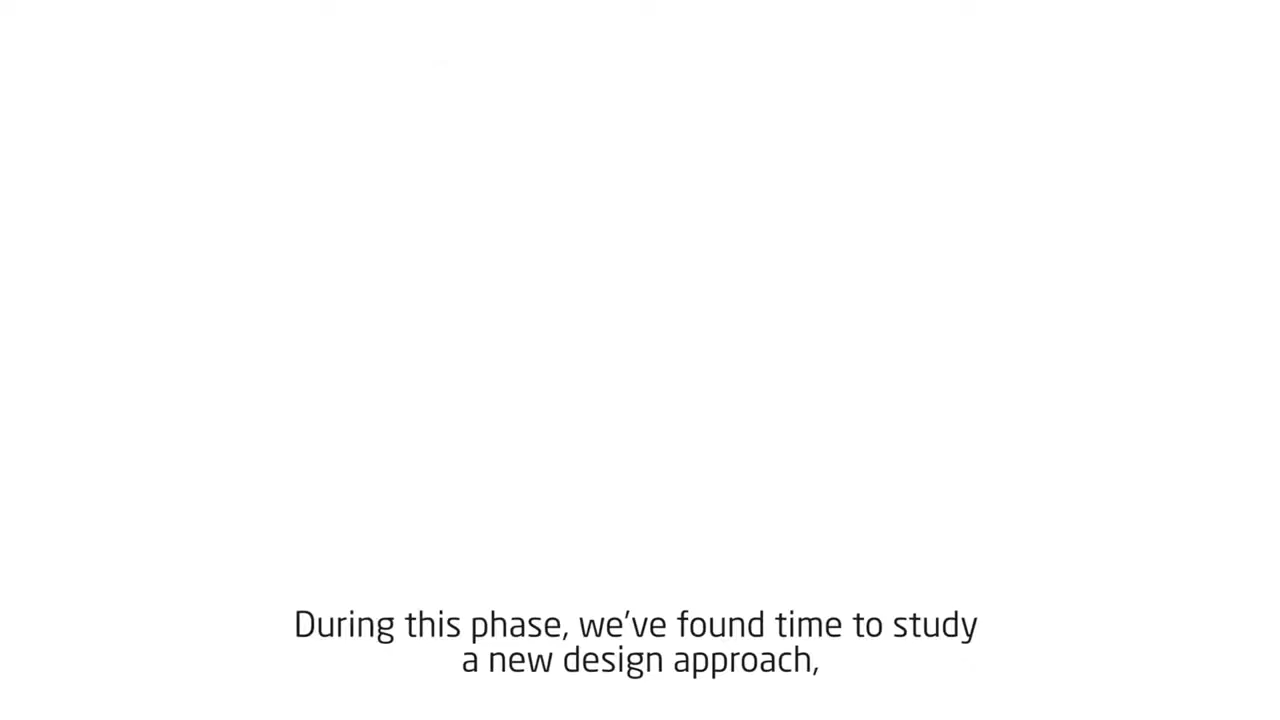 During this phase, we've found time to study
a new design approach,